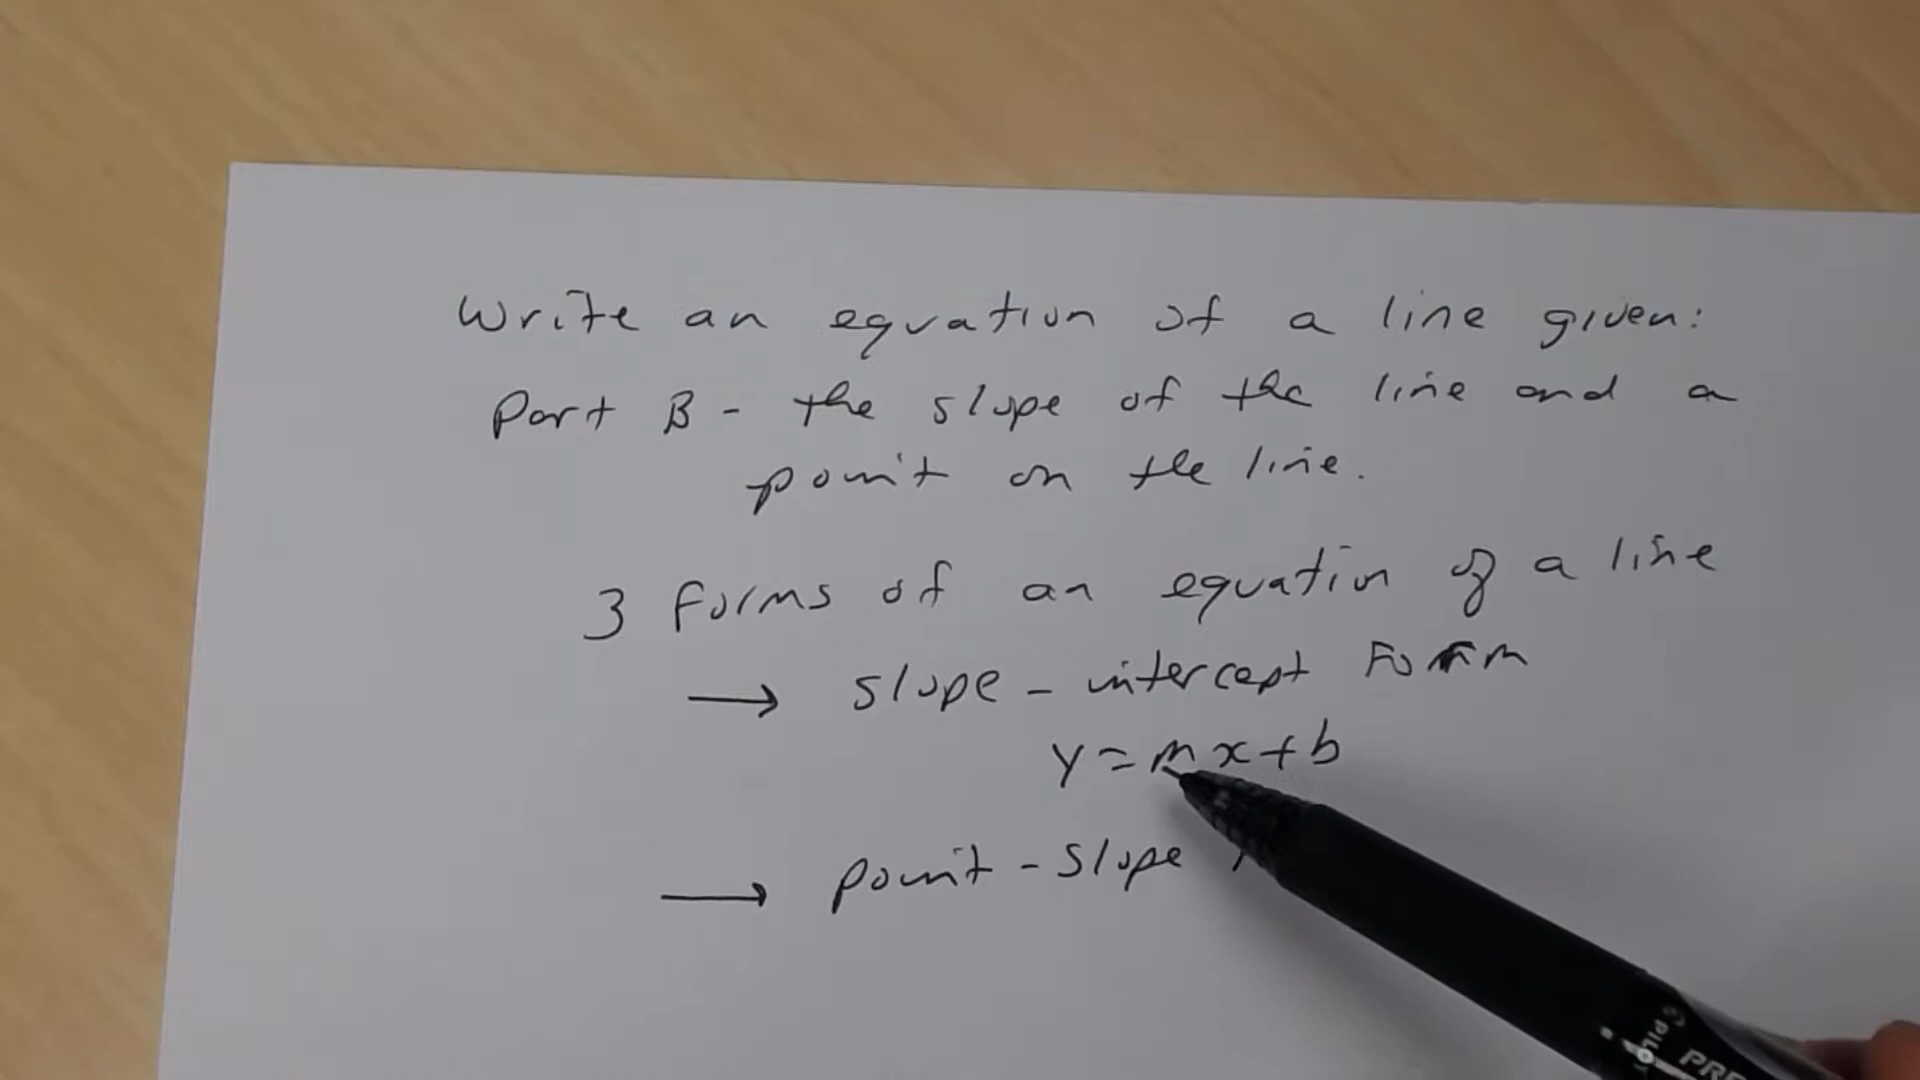 Write an equation of a line given:
Part B - the slope of the line and a
point on the line.
3 forms of an equation of a line
→ slope - intercept Form
y = mx + b
→ point - slope
PILOT